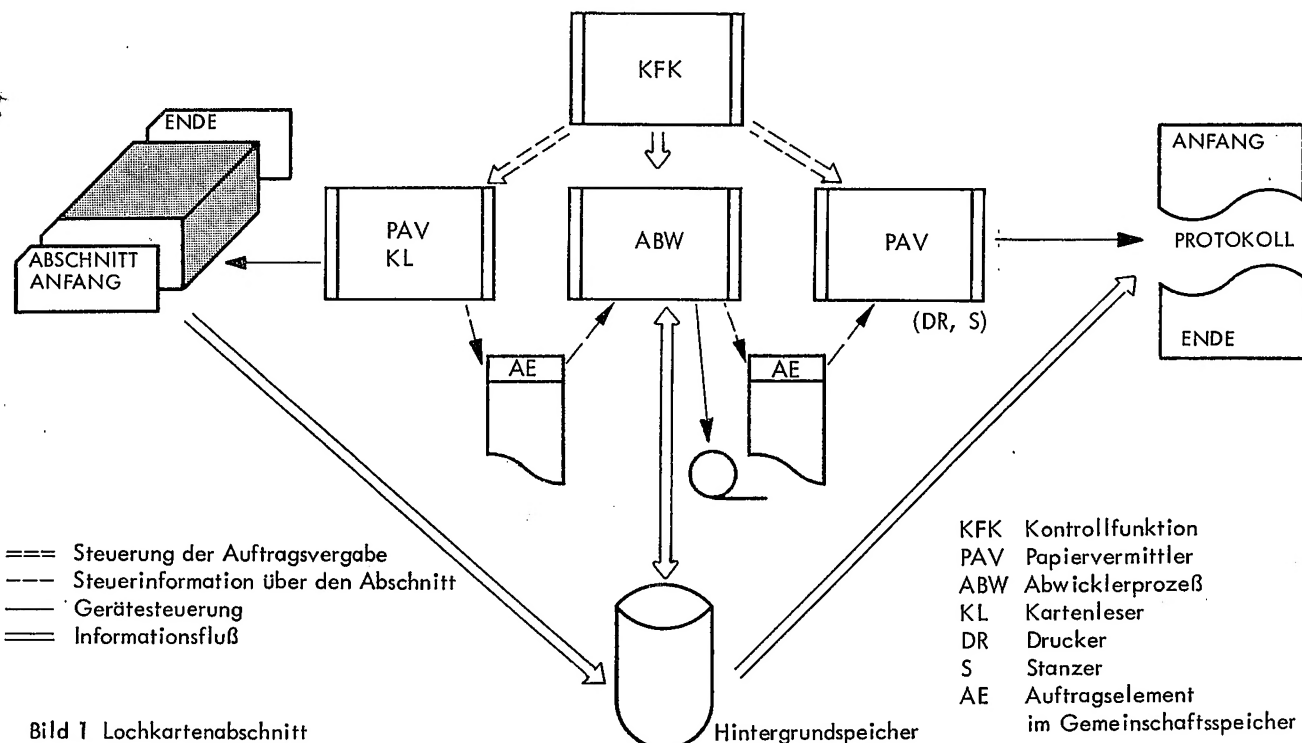 KFK
ENDE
ABSCHNITT
ANFANG
PAV
KL
ABW
PAV
(DR, S)
ANFANG
PROTOKOLL
ENDE
AE
AE
Steuerung der Auftragsvergabe
Steuerinformation über den Abschnitt
Gerätesteuerung
Informationsfluß
KFK Kontrollfunktion
PAV Papiervermittler
ABW Abwicklerprozeß
KL Kartenleser
DR Drucker
S Stanzer
AE Auftragselement
im Gemeinschaftsspeicher
Bild 1 Lochkartenabschnitt
Hintergrundspeicher